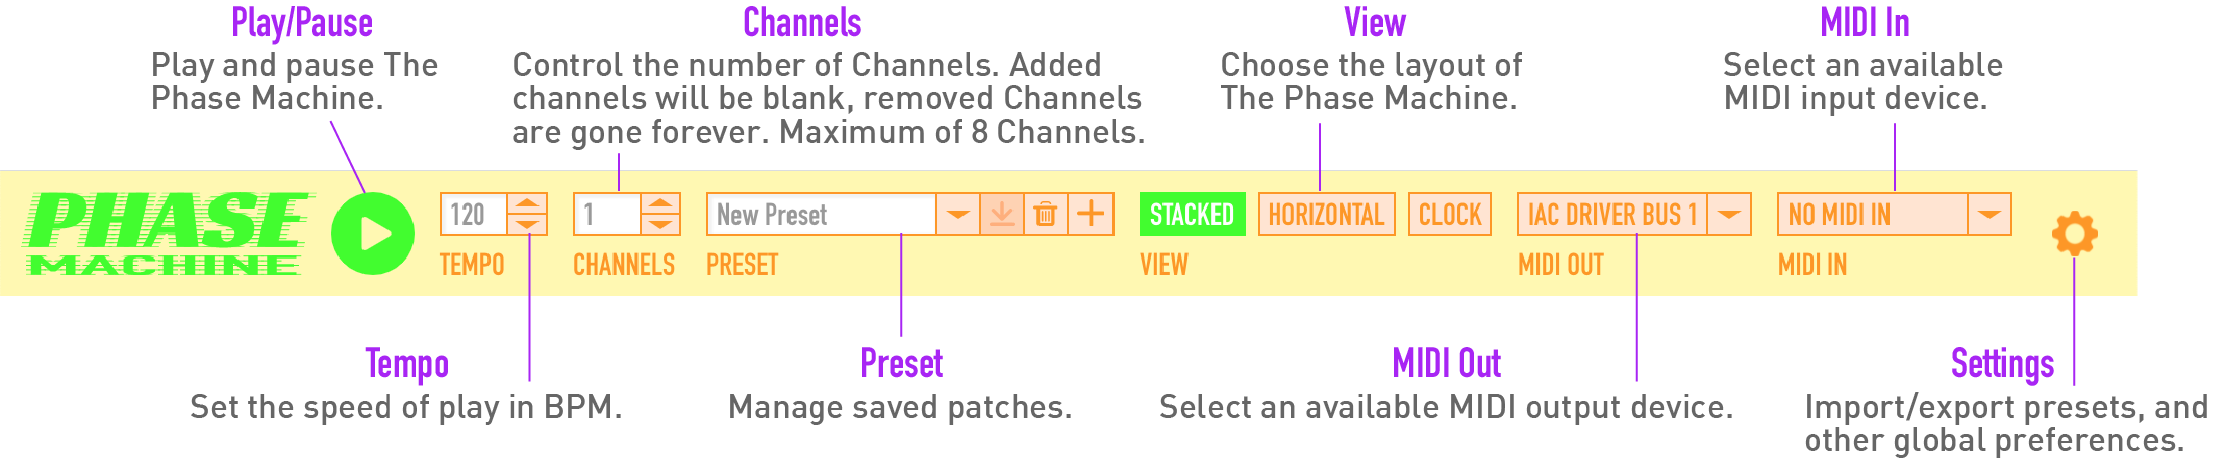 Play/Pause
Play and pause The
Phase Machine.
Channels
Control the number of Channels. Added
channels will be blank, removed Channels
are gone forever. Maximum of 8 Channels.
View
Choose the layout of
The Phase Machine.
MIDI In
Select an available
MIDI input device.
PHASE
MACHINE
120
TEMPO
1
CHANNELS
New Preset
PRESET
STACKED HORIZONTAL CLOCK
VIEW
IAC DRIVER BUS 1
MIDI OUT
NO MIDI IN
MIDI IN
Tempo
Set the speed of play in BPM.
Preset
Manage saved patches.
MIDI Out
Select an available MIDI output device.
Settings
Import/export presets, and
other global preferences.